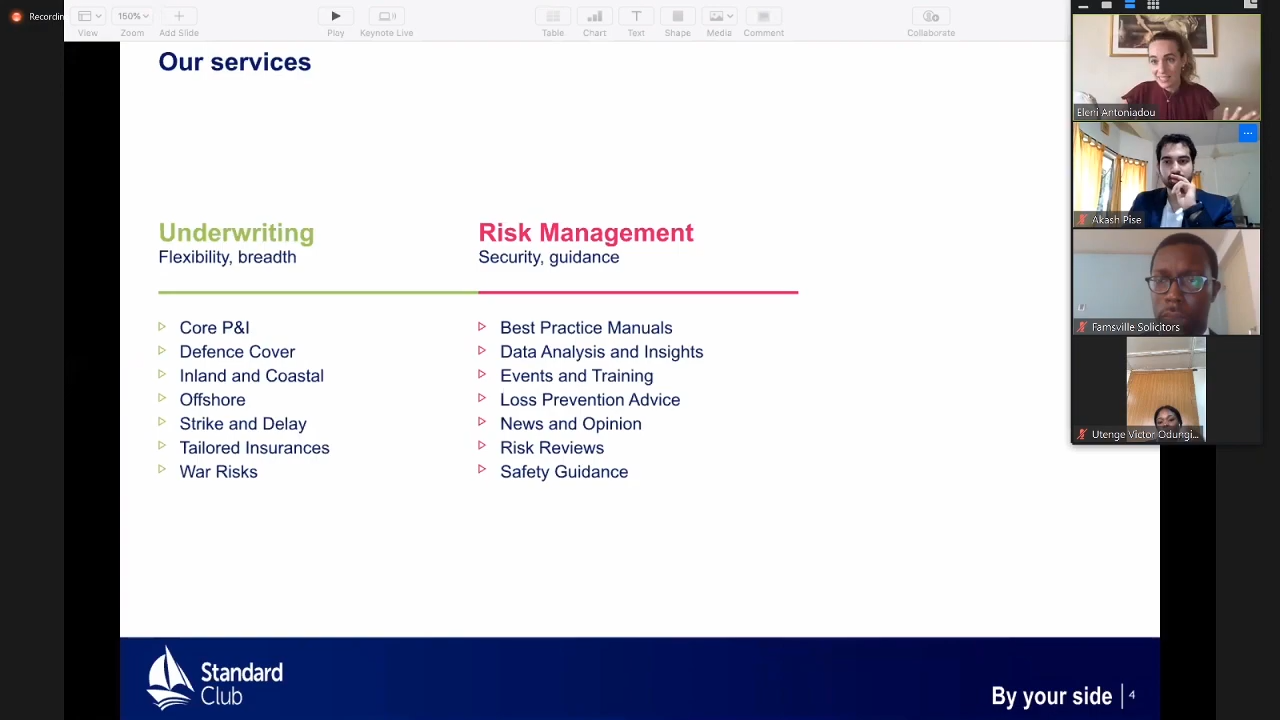 Recordin
View
150%
Zoom
Add Slide
Play
Keynote Live
Table
Chart
Text
Shape
Media
Comment
Collaborate
Our services
Underwriting
Flexibility, breadth
Core P&I
Defence Cover
Inland and Coastal
Offshore
Strike and Delay
Tailored Insurances
War Risks
Risk Management
Security, guidance
Best Practice Manuals
Data Analysis and Insights
Events and Training
Loss Prevention Advice
News and Opinion
Risk Reviews
Safety Guidance
Standard
Club
By your side
4
Eleni Antoniadou
Akash Pise
Famsville Solicitors
Utenge Victor Odungi...